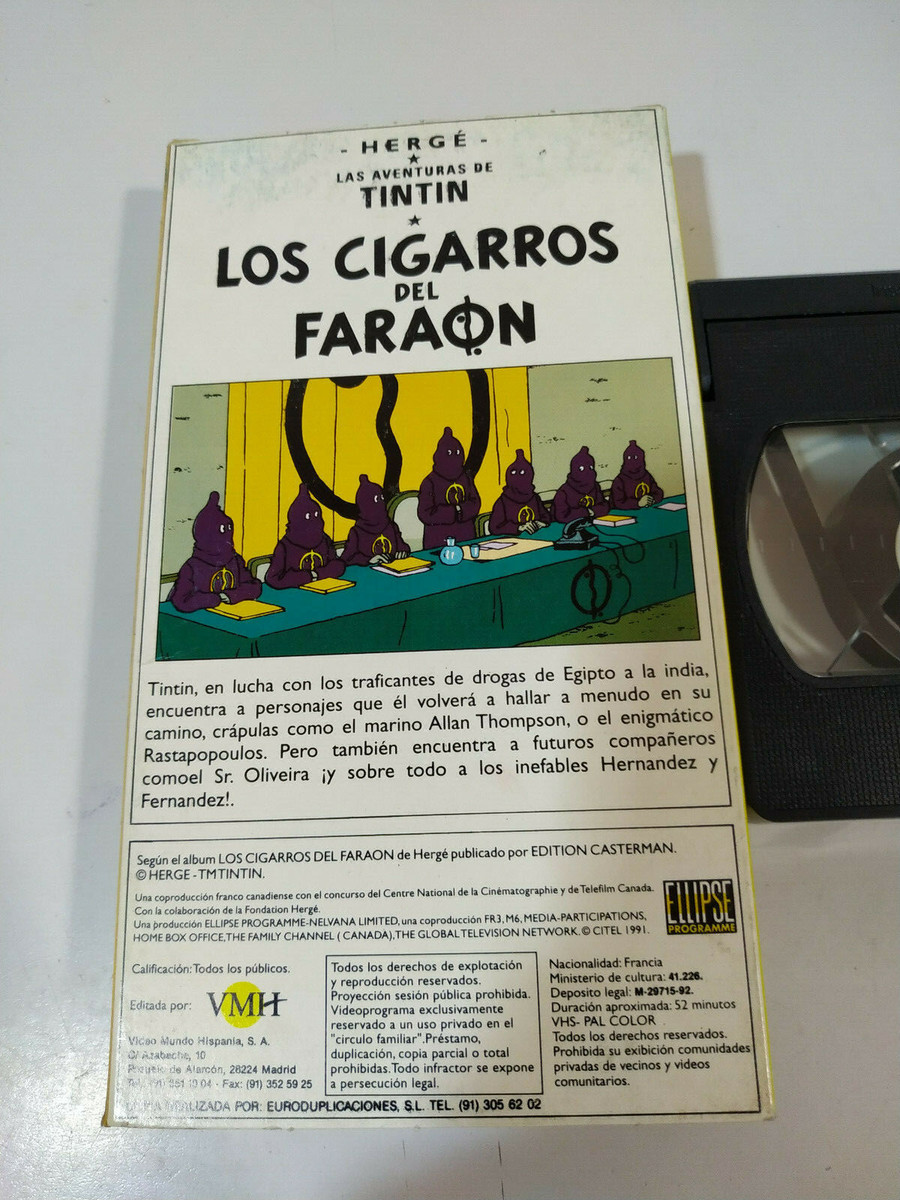 - HERGÉ -
LAS AVENTURAS DE
TINTIN
LOS CIGARROS
DEL
FARAON
Tintin, en lucha con los traficantes de drogas de Egipto a la india,
encuentra a personajes que él volverá a hallar a menudo en su
camino, crápulas como el marino Allan Thompson, o el enigmático
Rastapopoulos. Pero también encuentra a futuros compañeros
comoel Sr. Oliveira ¡y sobre todo a los inefables Hernandez y
Fernandez!.
Según el album LOS CIGARROS DEL FARAON de Hergé publicado por EDITION CASTERMAN.
© HERGE - TMTINTIN.
Una coproducción franco canadiense con el concurso del Centre National de la Cinématographie y de Telefilm Canada.
Con la colaboración de la Fondation Hergé.
Una producción ELLIPSE PROGRAMME-NELVANA LIMITED, una coproducción FR3, M6, MEDIA-PARTICIPATIONS,
HOME BOX OFFICE, THE FAMILY CHANNEL ( CANADA), THE GLOBAL TELEVISION NETWORK. © CITEL 1991.
ELLIPSE
PROGRAMME
Calificación: Todos los públicos.
Editada por: VMH
Video Mundo Hispania, S. A.
C/ Azabache, 10
de Alarcón, 28224 Madrid
Fax: (91) 352 59 25
Todos los derechos de explotación
y reproducción reservados.
Proyección sesión pública prohibida.
Videoprograma exclusivamente
reservado a un uso privado en el
"circulo familiar".Préstamo,
duplicación, copia parcial o total
prohibidas.Todo infractor se expone
a persecución legal.
Nacionalidad: Francia
Ministerio de cultura: 41.226.
Deposito legal: M-29715-92.
Duración aproximada: 52 minutos
VHS- PAL COLOR
Todos los derechos reservados.
Prohibida su exibición comunidades
privadas de vecinos y videos
comunitarios.
REALIZADA POR: EURODUPLICACIONES, S.L. TEL. (91) 305 62 02